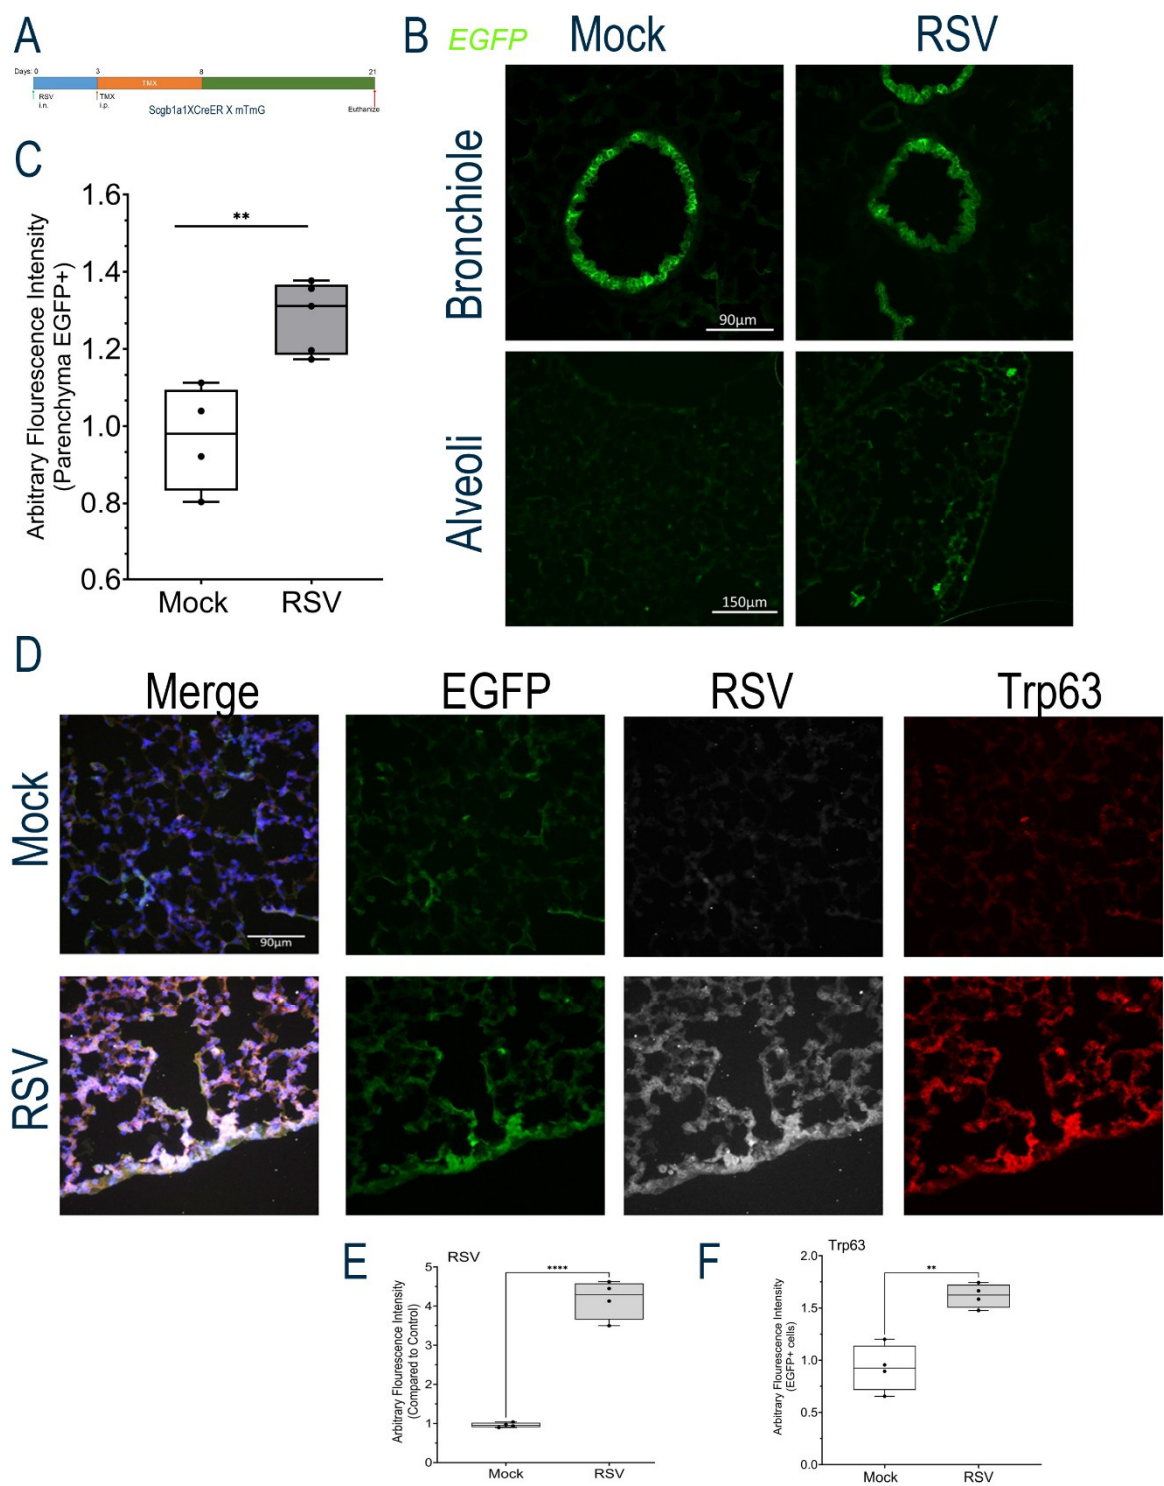 A
Days: 0 3 8 21
TMX
RSV
i.n.
TMX
i.p.
Scgb1a1XCreER X mTmG
Euthanize
B
EGFP
Mock RSV
Bronchiole
90µm
Alveoli
150µm
C
Arbitrary Flourescence Intensity
(Parenchyma EGFP+)
1.6
**
1.4
1.2
1.0
0.8
0.6
Mock RSV
D
Merge EGFP RSV Trp63
Mock
90µm
RSV
E
RSV
Arbitrary Flourescence Intensity
(Compared to Control)
5
****
4
3
2
1
0
Mock RSV
F
Trp63
Arbitrary Flourescence Intensity
(EGFP+ cells)
2.0
**
1.5
1.0
0.5
0.0
Mock RSV